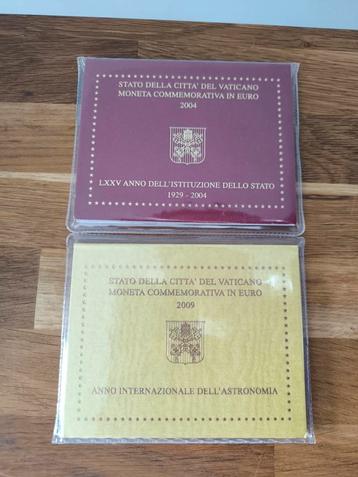 STATO DELLA CITTA' DEL VATICANO
MONETA COMMEMORATIVA IN EURO
2004
LXXV ANNO DELL'ISTITUZIONE DELLO STATO
1929 - 2004
STATO DELLA CITTA' DEL VATICANO
MONETA COMMEMORATIVA IN EURO
2009
ANNO INTERNAZIONALE DELL'ASTRONOMIA